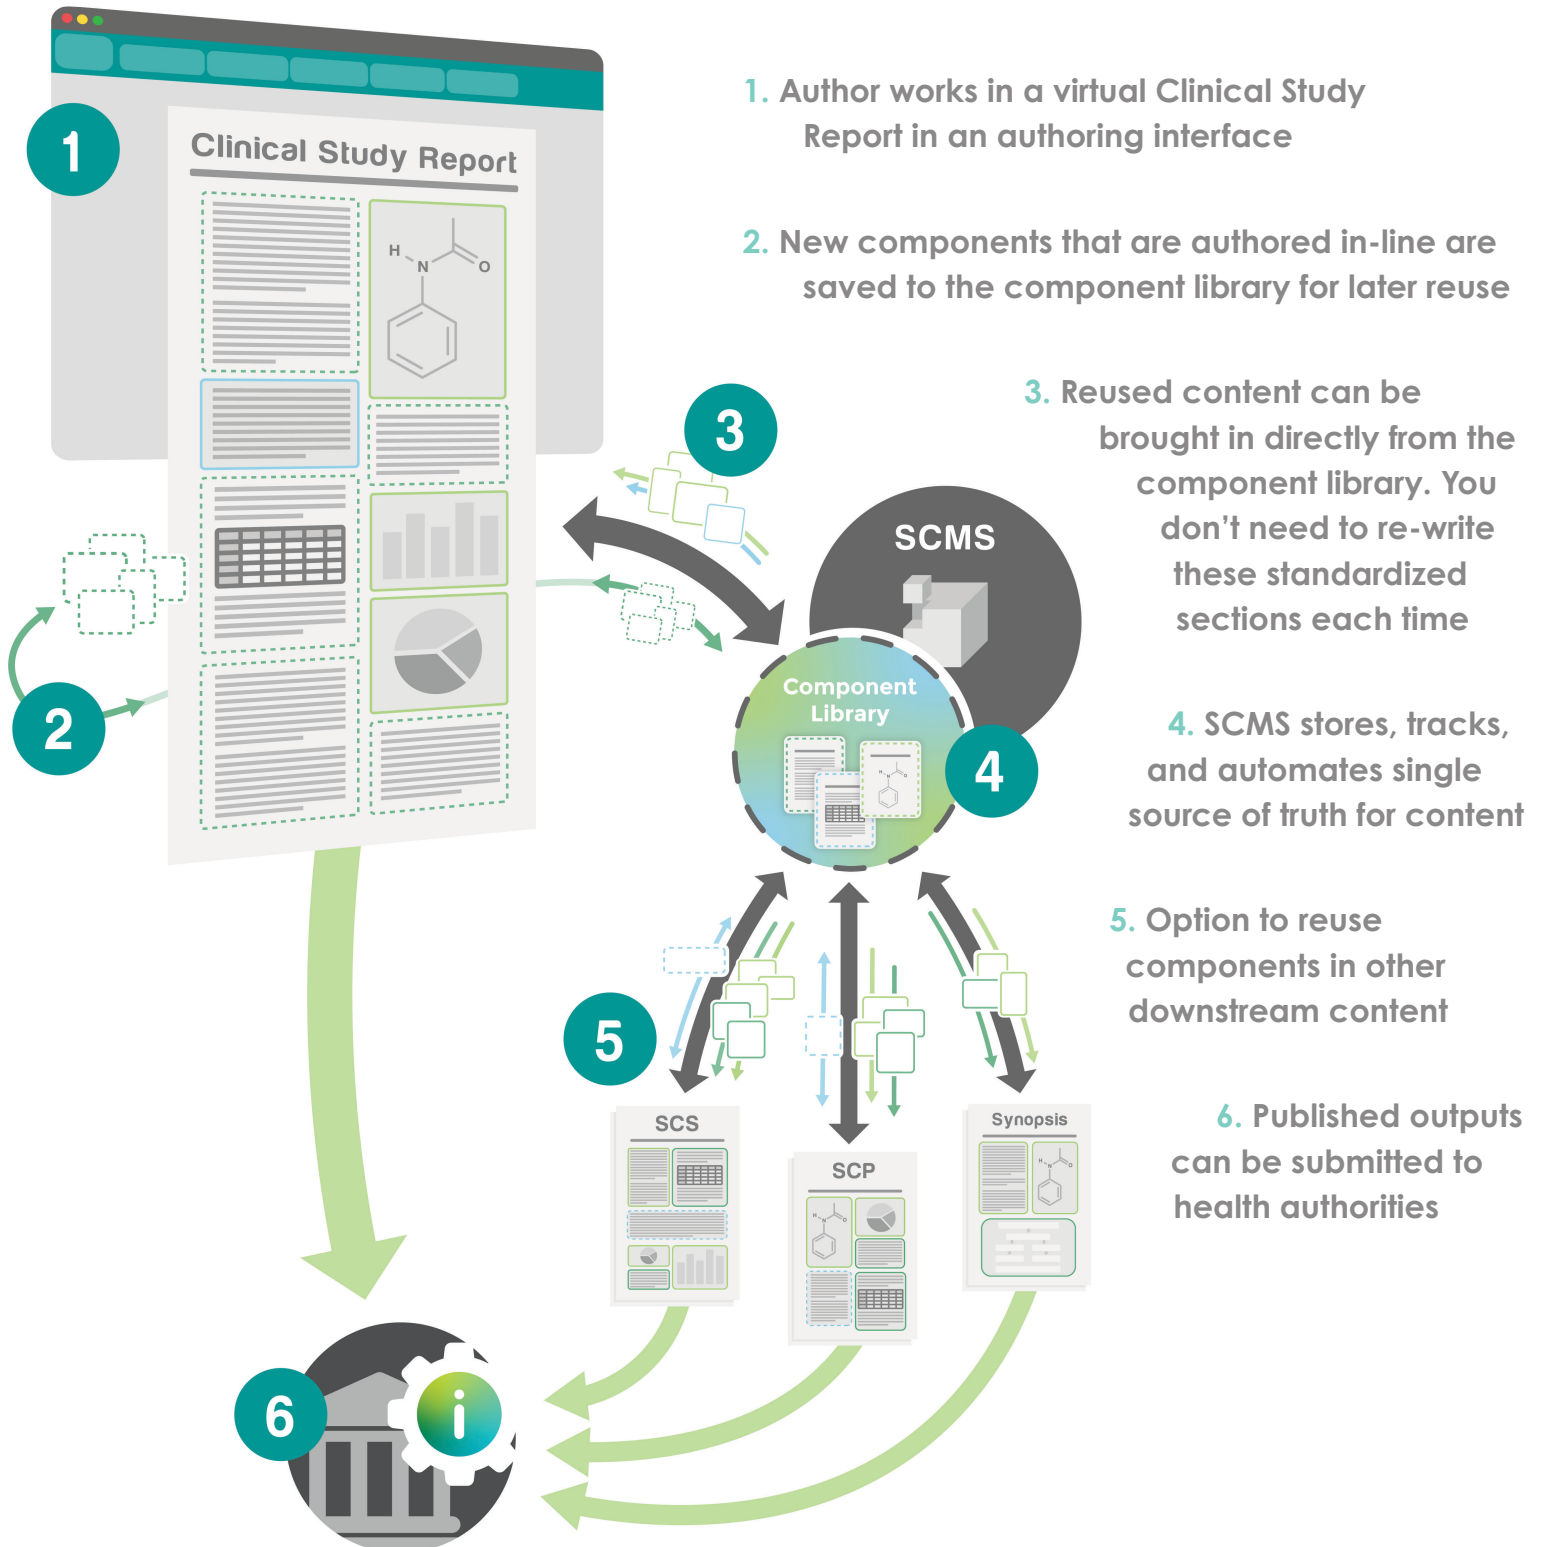 1
Clinical Study Report
H
N
O
1. Author works in a virtual Clinical Study
Report in an authoring interface
2. New components that are authored in-line are
saved to the component library for later reuse
3
3. Reused content can be
brought in directly from the
component library. You
don't need to re-write
these standardized
sections each time
SCMS
2
Component
Library
H
N
O
4
4. SCMS stores, tracks,
and automates single
source of truth for content
5
5. Option to reuse
components in other
downstream content
SCS
SCP
H
N
O
Synopsis
H
N
O
6. Published outputs
can be submitted to
health authorities
6
i